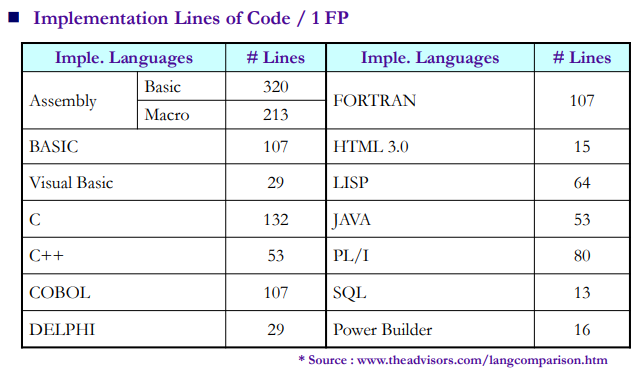 Implementation Lines of Code / 1 FP
Imple. Languages # Lines Imple. Languages # Lines
Assembly Basic 320 FORTRAN 107
Macro 213
BASIC 107 HTML 3.0 15
Visual Basic 29 LISP 64
C 132 JAVA 53
C++ 53 PL/I 80
COBOL 107 SQL 13
DELPHI 29 Power Builder 16
* Source : www.theadvisors.com/langcomparison.htm